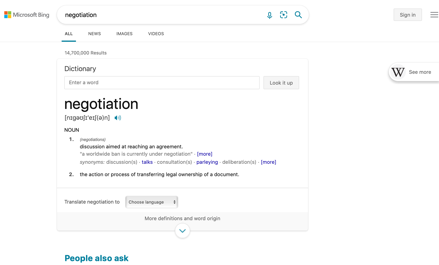 Microsoft Bing
negotiation
Sign in
ALL NEWS IMAGES VIDEOS
14,700,000 Results
Dictionary
Enter a word Look it up
W See more
negotiation
NOUN
1. (negotiations)
discussion aimed at reaching an agreement.
"a worldwide ban is currently under negotiation" · [more]
synonyms: discussion(s) · talks · consultation(s) · parleying · deliberation(s) · [more]
2. the action or process of transferring legal ownership of a document.
Translate negotiation to Choose language
More definitions and word origin
People also ask